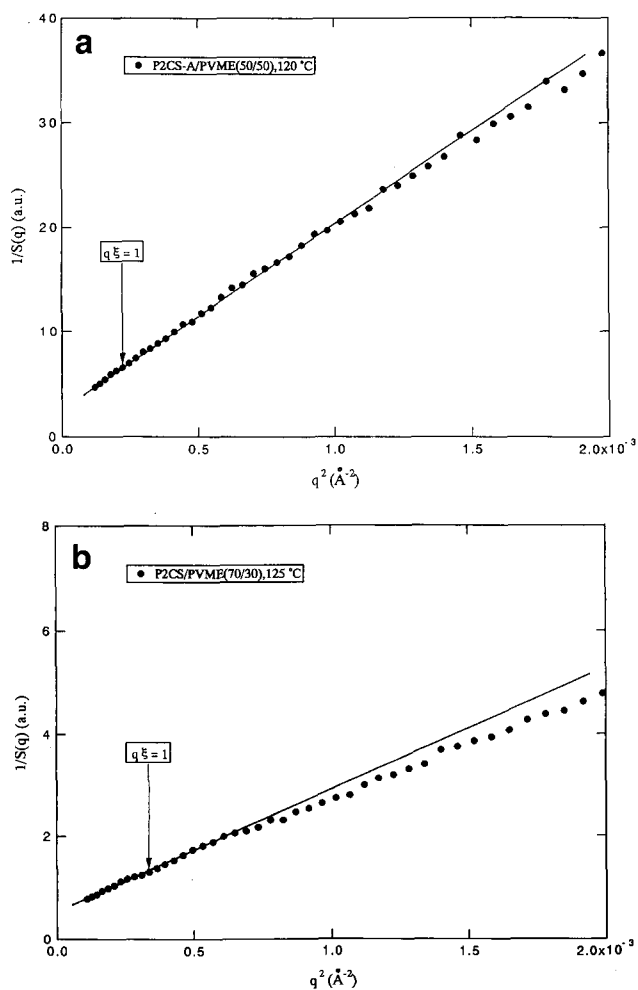 a
P2CS-A/PVME(50/50),120 °C
40
30
20
10
0
1/S(q) (a.u.)
q ξ = 1
0.0 0.5 1.0 1.5 2.0x10⁻³
q² (Å⁻²)
b
P2CS/PVME(70/30),125 °C
8
6
4
2
0
1/S(q) (a.u.)
q ξ = 1
0.0 0.5 1.0 1.5 2.0x10⁻³
q² (Å⁻²)